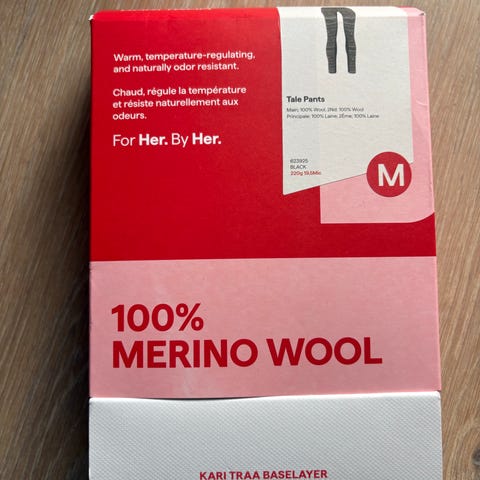 Warm, temperature-regulating,
and naturally odor resistant.
Chaud, régule la température
et résiste naturellement aux
odeurs.
For Her. By Her.
Tale Pants
Main: 100% Wool, 2Nd: 100% Wool
Principale: 100% Laine, 2Ème: 100% Laine
623925
BLACK
220g 19,5Mic
M
100%
MERINO WOOL
KARI TRAA BASELAYER